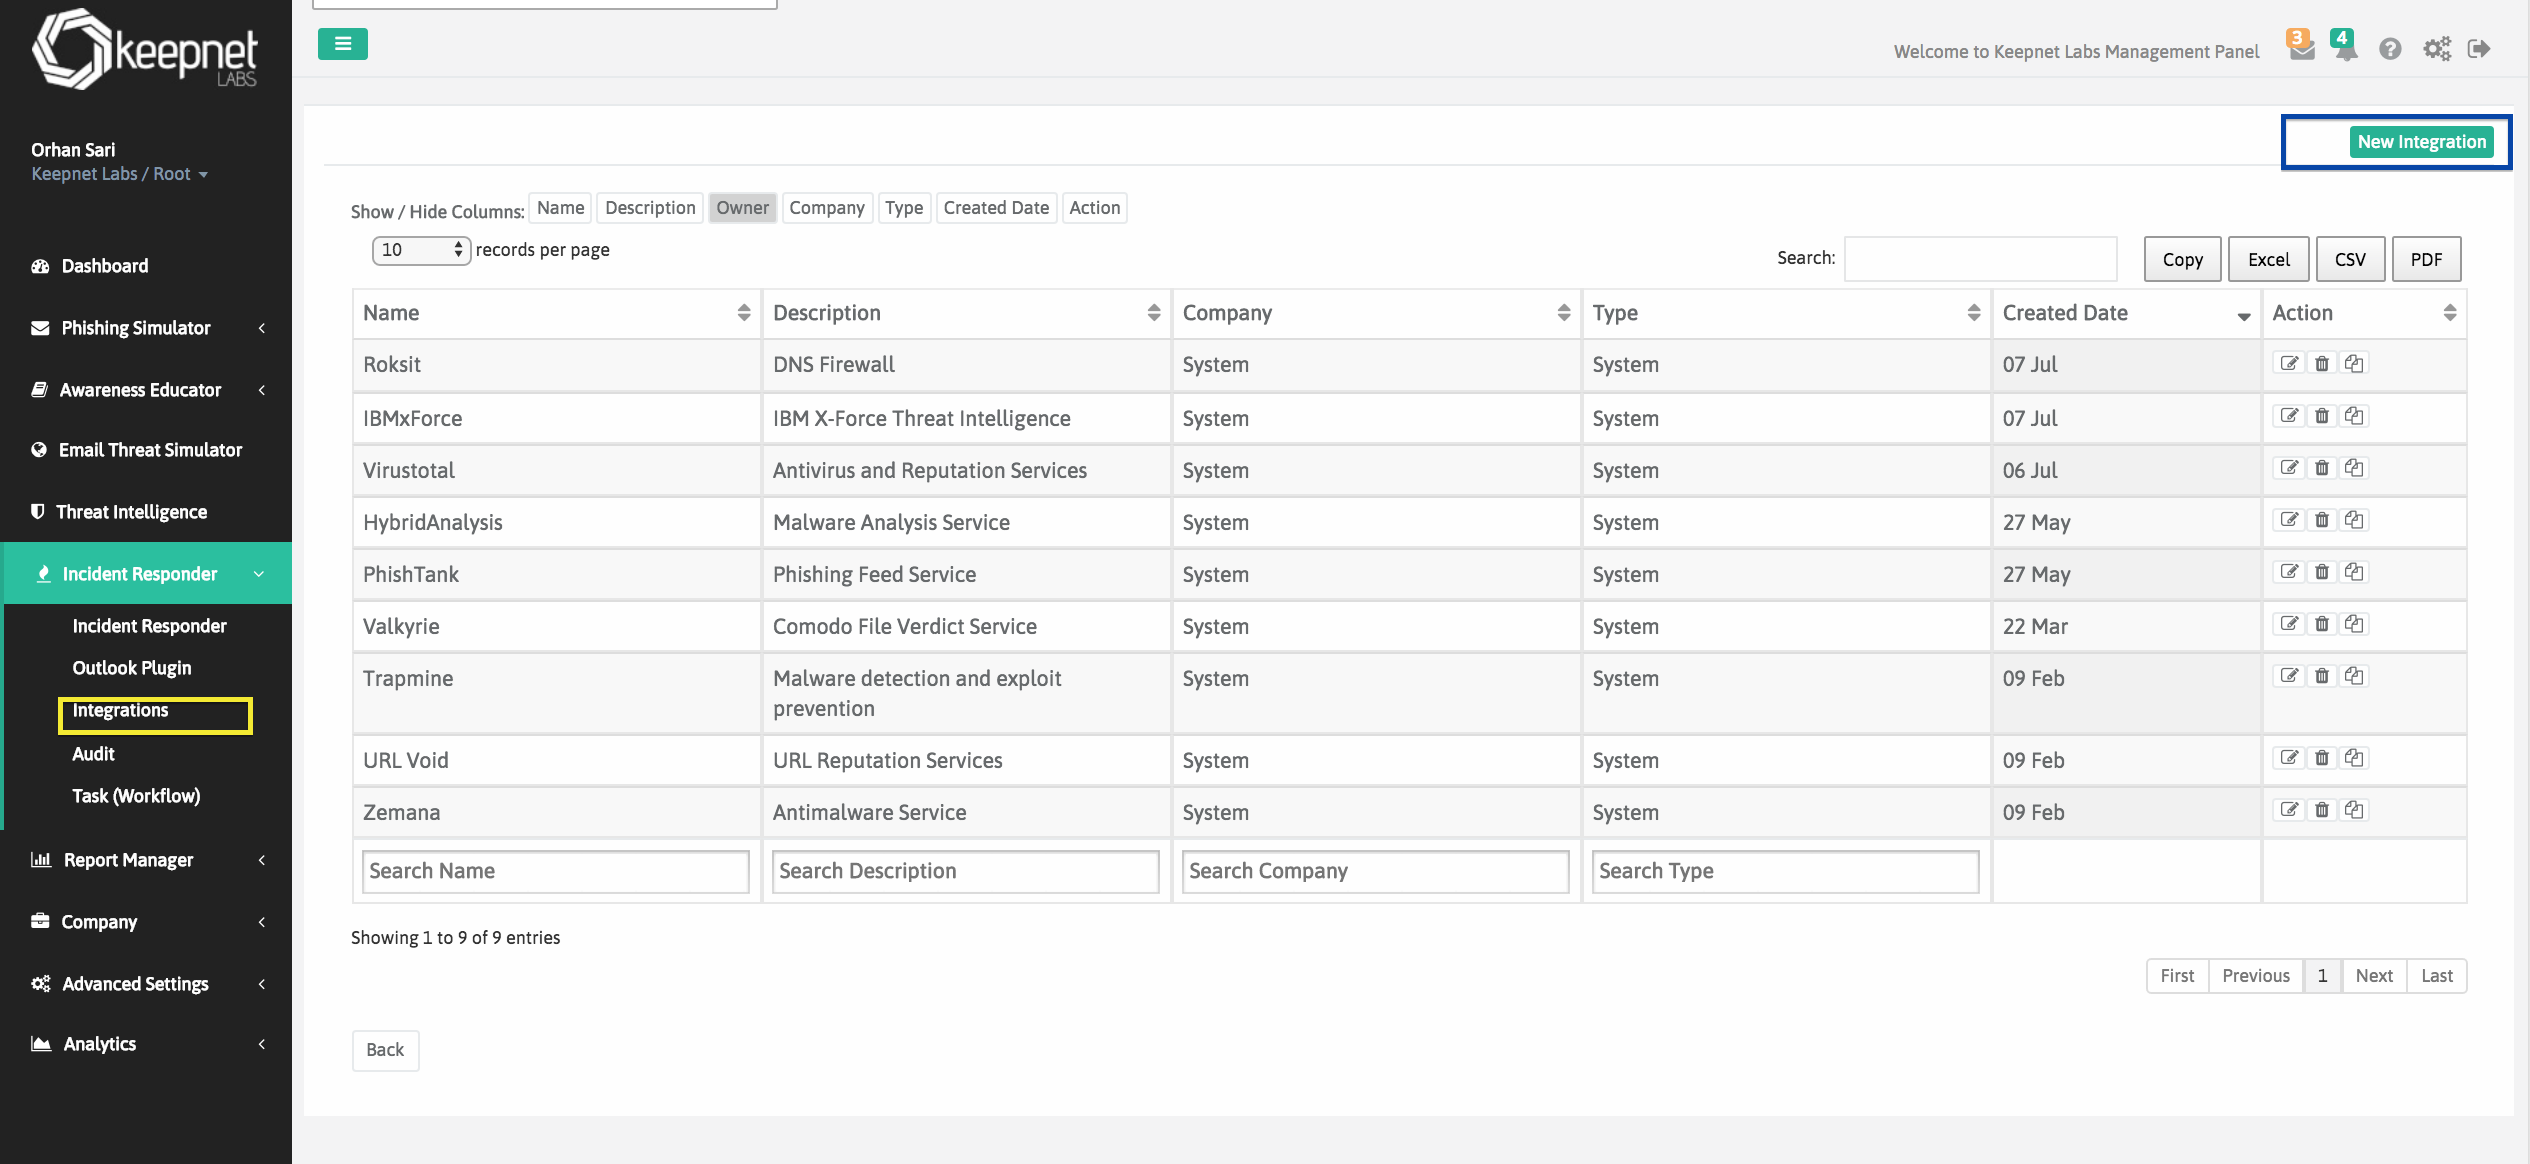 keepnet
LABS
Orhan Sari
Keepnet Labs / Root
Dashboard
Phishing Simulator
Awareness Educator
Email Threat Simulator
Threat Intelligence
Incident Responder
Incident Responder
Outlook Plugin
Integrations
Audit
Task (Workflow)
Report Manager
Company
Advanced Settings
Analytics
Welcome to Keepnet Labs Management Panel 3 4
New Integration
Show / Hide Columns: Name Description Owner Company Type Created Date Action
10 records per page
Search: Copy Excel CSV PDF
Name Description Company Type Created Date Action
Roksit DNS Firewall System System 07 Jul
IBMxForce IBM X-Force Threat Intelligence System System 07 Jul
Virustotal Antivirus and Reputation Services System System 06 Jul
HybridAnalysis Malware Analysis Service System System 27 May
PhishTank Phishing Feed Service System System 27 May
Valkyrie Comodo File Verdict Service System System 22 Mar
Trapmine Malware detection and exploit System System 09 Feb
prevention
URL Void URL Reputation Services System System 09 Feb
Zemana Antimalware Service System System 09 Feb
Search Name Search Description Search Company Search Type
Showing 1 to 9 of 9 entries
First Previous 1 Next Last
Back